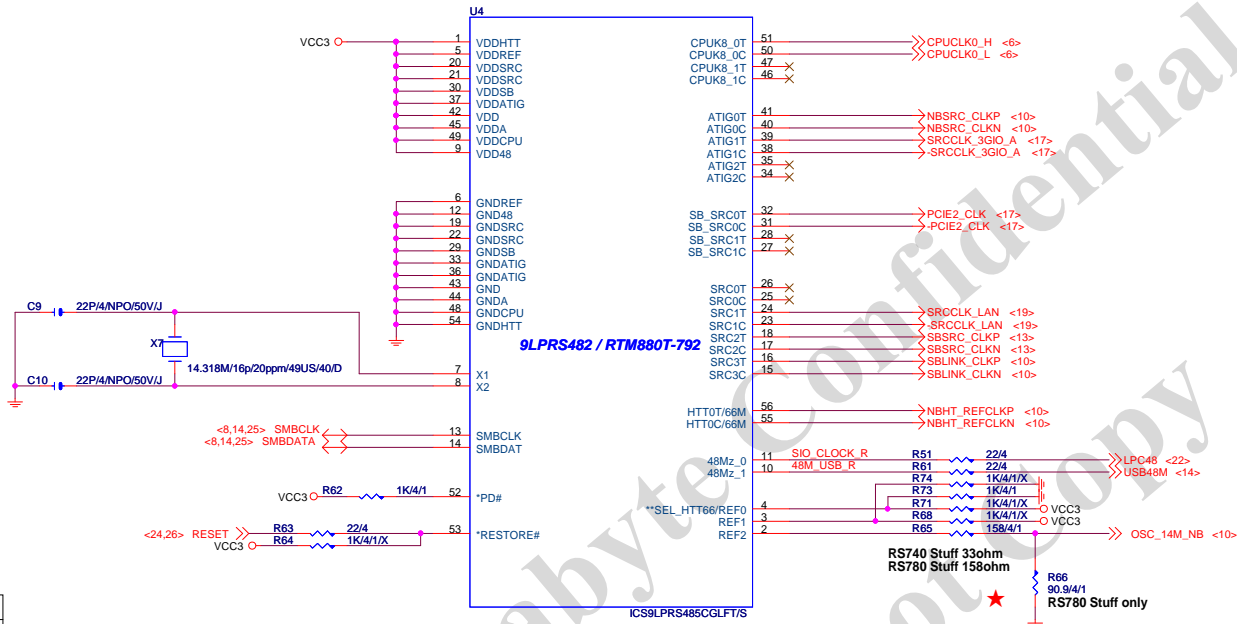 U4
VCC3
1 VDDHTT
5 VDDREF
20 VDDSRC
21 VDDSRC
30 VDDSB
37 VDDATIG
42 VDD
45 VDDA
49 VDDCPU
9 VDD48
6 GNDREF
12 GND48
19 GNDSRC
22 GNDSRC
29 GNDSB
33 GNDATIG
36 GNDATIG
43 GND
44 GNDA
48 GNDCPU
54 GNDHTT
C9 22P/4/NPO/50V/J
X7
14.318M/16p/20ppm/49US/40/D
C10 22P/4/NPO/50V/J
7 X1
8 X2
<8,14,25> SMBCLK 13 SMBCLK
<8,14,25> SMBDATA 14 SMBDAT
VCC3 R62 1K/4/1 52 *PD#
<24,26> RESET R63 22/4 53 *RESTORE#
VCC3 R64 1K/4/1/X
9LPRS482 / RTM880T-792
CPUK8_0T 51 CPUCLK0_H <6>
CPUK8_0C 50 CPUCLK0_L <6>
CPUK8_1T 47
CPUK8_1C 46
ATIG0T 41 NBSRC_CLKP <10>
ATIG0C 40 NBSRC_CLKN <10>
ATIG1T 39 SRCCLK_3GIO_A <17>
ATIG1C 38 -SRCCLK_3GIO_A <17>
ATIG2T 35
ATIG2C 34
SB_SRC0T 32 PCIE2_CLK <17>
SB_SRC0C 31 -PCIE2_CLK <17>
SB_SRC1T 28
SB_SRC1C 27
SRC0T 26
SRC0C 25
SRC1T 24 SRCCLK_LAN <19>
SRC1C 23 -SRCCLK_LAN <19>
SRC2T 18 SBSRC_CLKP <13>
SRC2C 17 SBSRC_CLKN <13>
SRC3T 16 SBLINK_CLKP <10>
SRC3C 15 SBLINK_CLKN <10>
HTT0T/66M 56 NBHT_REFCLKP <10>
HTT0C/66M 55 NBHT_REFCLKN <10>
48Mz_0 11 SIO_CLOCK_R R51 22/4 LPC48 <22>
48Mz_1 10 48M_USB_R R61 22/4 USB48M <14>
R74 1K/4/1/X
R73 1K/4/1
**SEL_HTT66/REF0 4 R71 1K/4/1/X VCC3
REF1 3 R68 1K/4/1/X VCC3
REF2 2 R65 158/4/1 OSC_14M_NB <10>
RS740 Stuff 33ohm
RS780 Stuff 158ohm
R66
90.9/4/1
RS780 Stuff only
ICS9LPRS485CGLFT/S
abyte Confidential
ot Copy